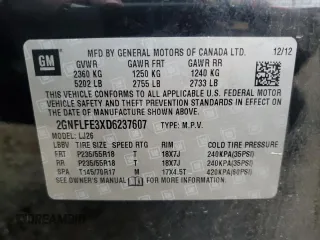 GM
MFD BY GENERAL MOTORS OF CANADA LTD. 12/12
GVWR GAWR FRT GAWR RR
2360 KG 1250 KG 1240 KG
5202 LB 2755 LB 2733 LB
THIS VEHICLE CONFORMS TO ALL APPLICABLE U.S. FEDERAL
MOTOR VEHICLE SAFETY, BUMPER, AND THEFT PREVENTION
STANDARDS IN EFFECT ON THE DATE OF MANUFACTURE SHOWN ABOVE.
2GNFLFE3XD6237607 TYPE: M.P.V.
MODEL: LJ26
LBBV TIRE SIZE SPEED RTG RIM COLD TIRE PRESSURE
FRT P235/55R18 T 18X7J 240KPA(35PSI)
RR P235/55R18 T 18X7J 240KPA(35PSI)
SPA T145/70R17 M 17X4.5T 420KPA(60PSI)
SEE OWNER'S MANUAL FOR ADDITIONAL INFORMATION